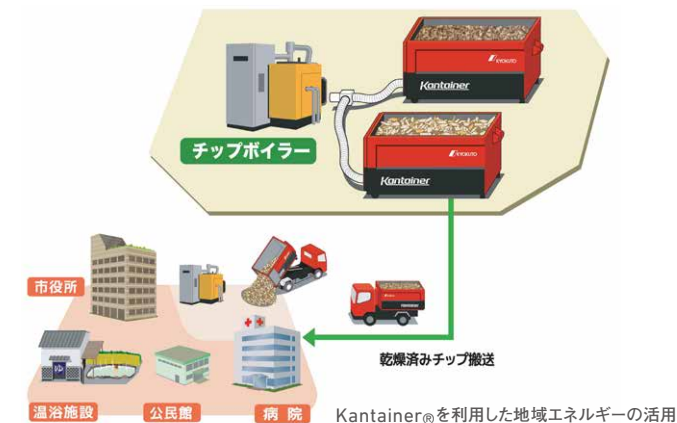 KYOKUTO
Kantainer
KYOKUTO
Kantainer
チップボイラー
市役所
ゆ
乾燥済みチップ搬送
温浴施設
公民館
病院
Kantainer®を利用した地域エネルギーの活用